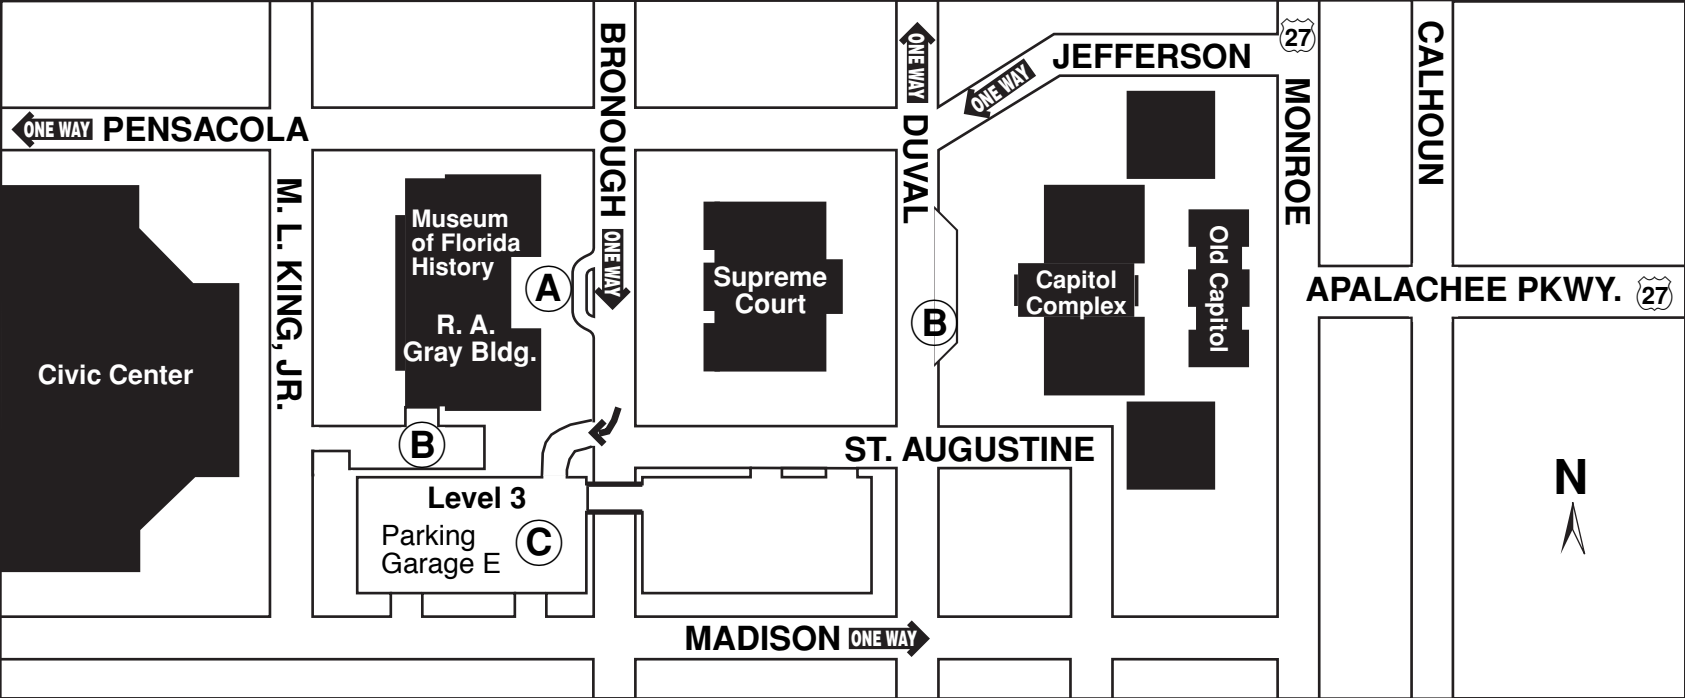 27
CALHOUN
BRONOUGH
ONE WAY
JEFFERSON
ONE WAY
ONE WAY PENSACOLA
MONROE
DUVAL
M. L. KING, JR.
Museum
of Florida
History
ONE WAY
A
R. A.
Gray Bldg.
Supreme
Court
B
Capitol
Complex
Old Capitol
APALACHEE PKWY. 27
Civic Center
B
ST. AUGUSTINE
N
Level 3
Parking
Garage E
C
MADISON ONE WAY